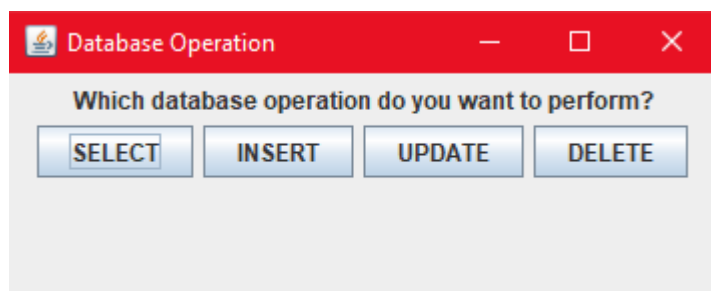 Database Operation
Which database operation do you want to perform?
SELECT INSERT UPDATE DELETE